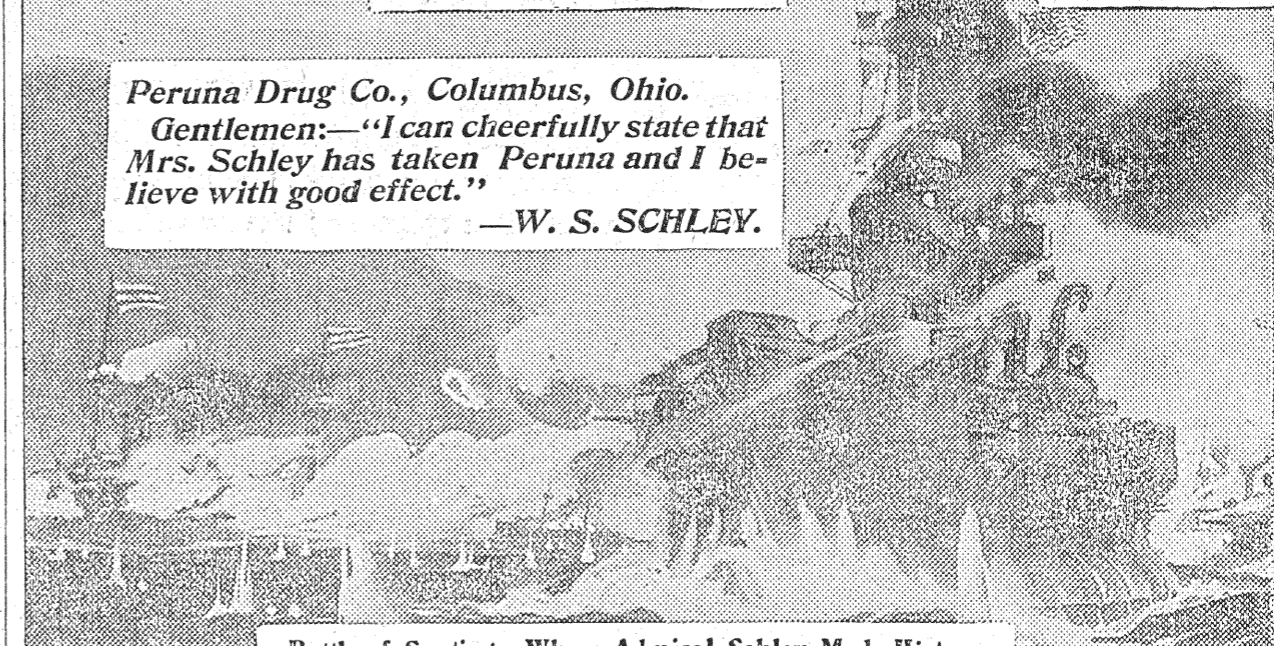 Peruna Drug Co., Columbus, Ohio.
Gentlemen:—“I can cheerfully state that
Mrs. Schley has taken Peruna and I be-
lieve with good effect.”
—W. S. SCHLEY.